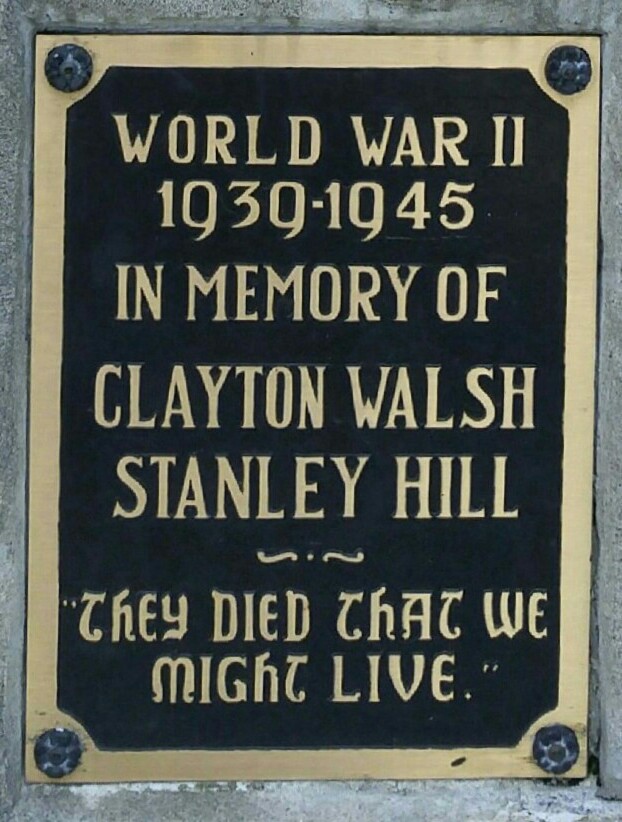 WORLD WAR II
1939-1945
IN MEMORY OF
CLAYTON WALSH
STANLEY HILL
"THEY DIED THAT WE
MIGHT LIVE."